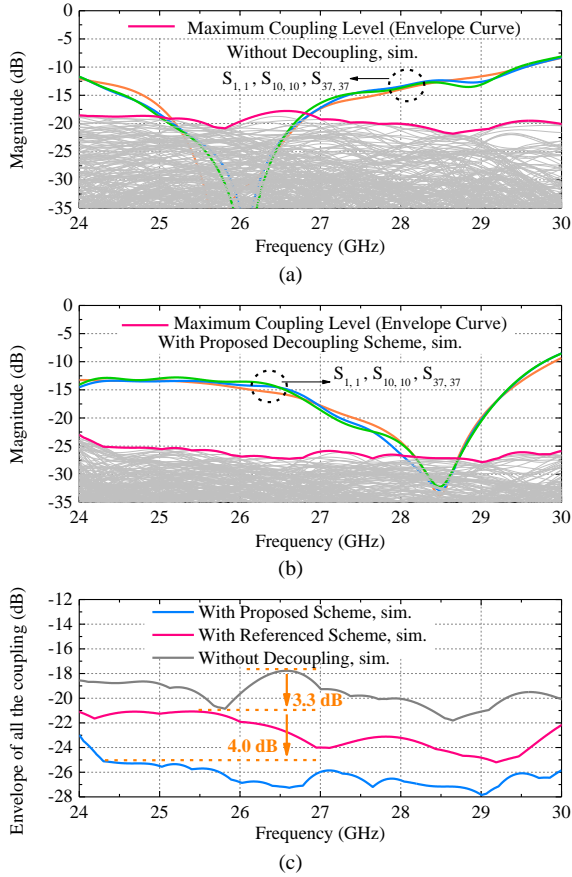 Maximum Coupling Level (Envelope Curve)
Without Decoupling, sim.
S1, 1 , S10, 10 , S37, 37
Magnitude (dB)
0
-5
-10
-15
-20
-25
-30
-35
24 25 26 27 28 29 30
Frequency (GHz)
(a)
Maximum Coupling Level (Envelope Curve)
With Proposed Decoupling Scheme, sim.
S1, 1 , S10, 10 , S37, 37
Magnitude (dB)
0
-5
-10
-15
-20
-25
-30
-35
24 25 26 27 28 29 30
Frequency (GHz)
(b)
With Proposed Scheme, sim.
With Referenced Scheme, sim.
Without Decoupling, sim.
3.3 dB
4.0 dB
Envelope of all the coupling (dB)
-12
-14
-16
-18
-20
-22
-24
-26
-28
24 25 26 27 28 29 30
Frequency (GHz)
(c)